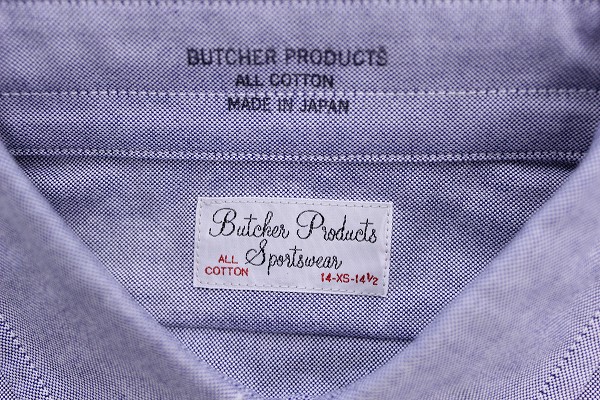 BUTCHER PRODUCTS
ALL COTTON
MADE IN JAPAN
Butcher Products
Sportswear
ALL
COTTON
14-XS-14½